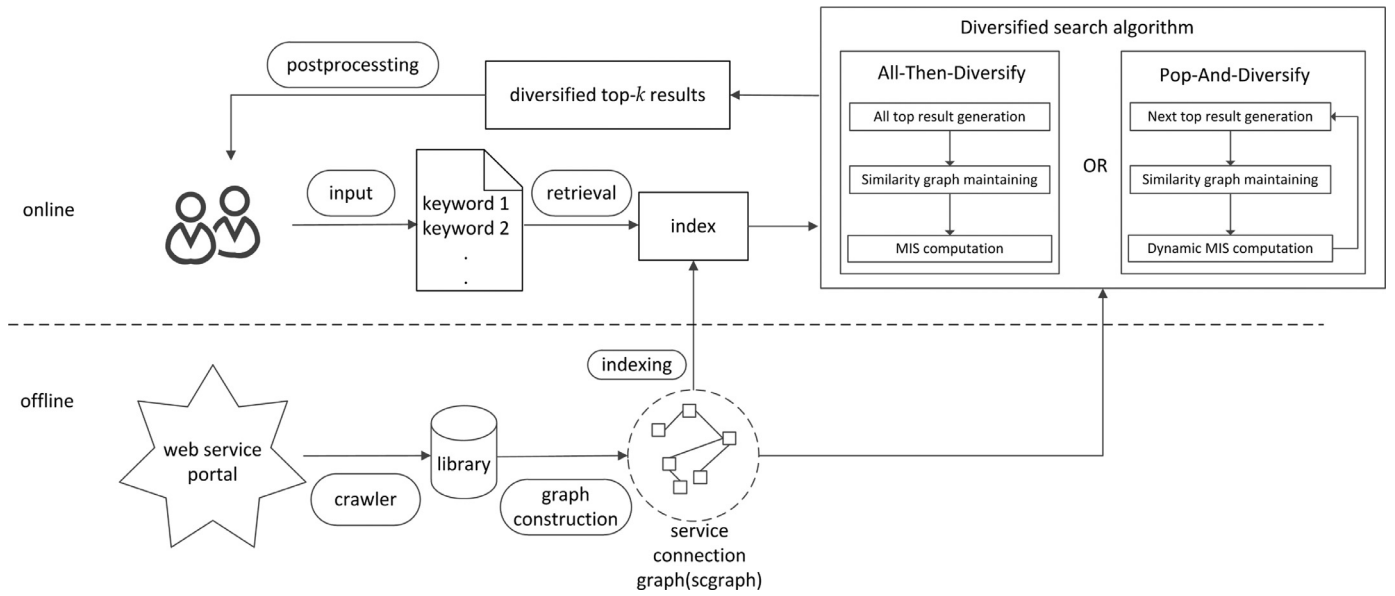 Diversified search algorithm
postprocessting
diversified top-k results
All-Then-Diversify
All top result generation
Similarity graph maintaining
MIS computation
OR
Pop-And-Diversify
Next top result generation
Similarity graph maintaining
Dynamic MIS computation
online
input
keyword 1
keyword 2
.
.
retrieval
index
indexing
offline
web service
portal
crawler
library
graph
construction
service
connection
graph(scgraph)